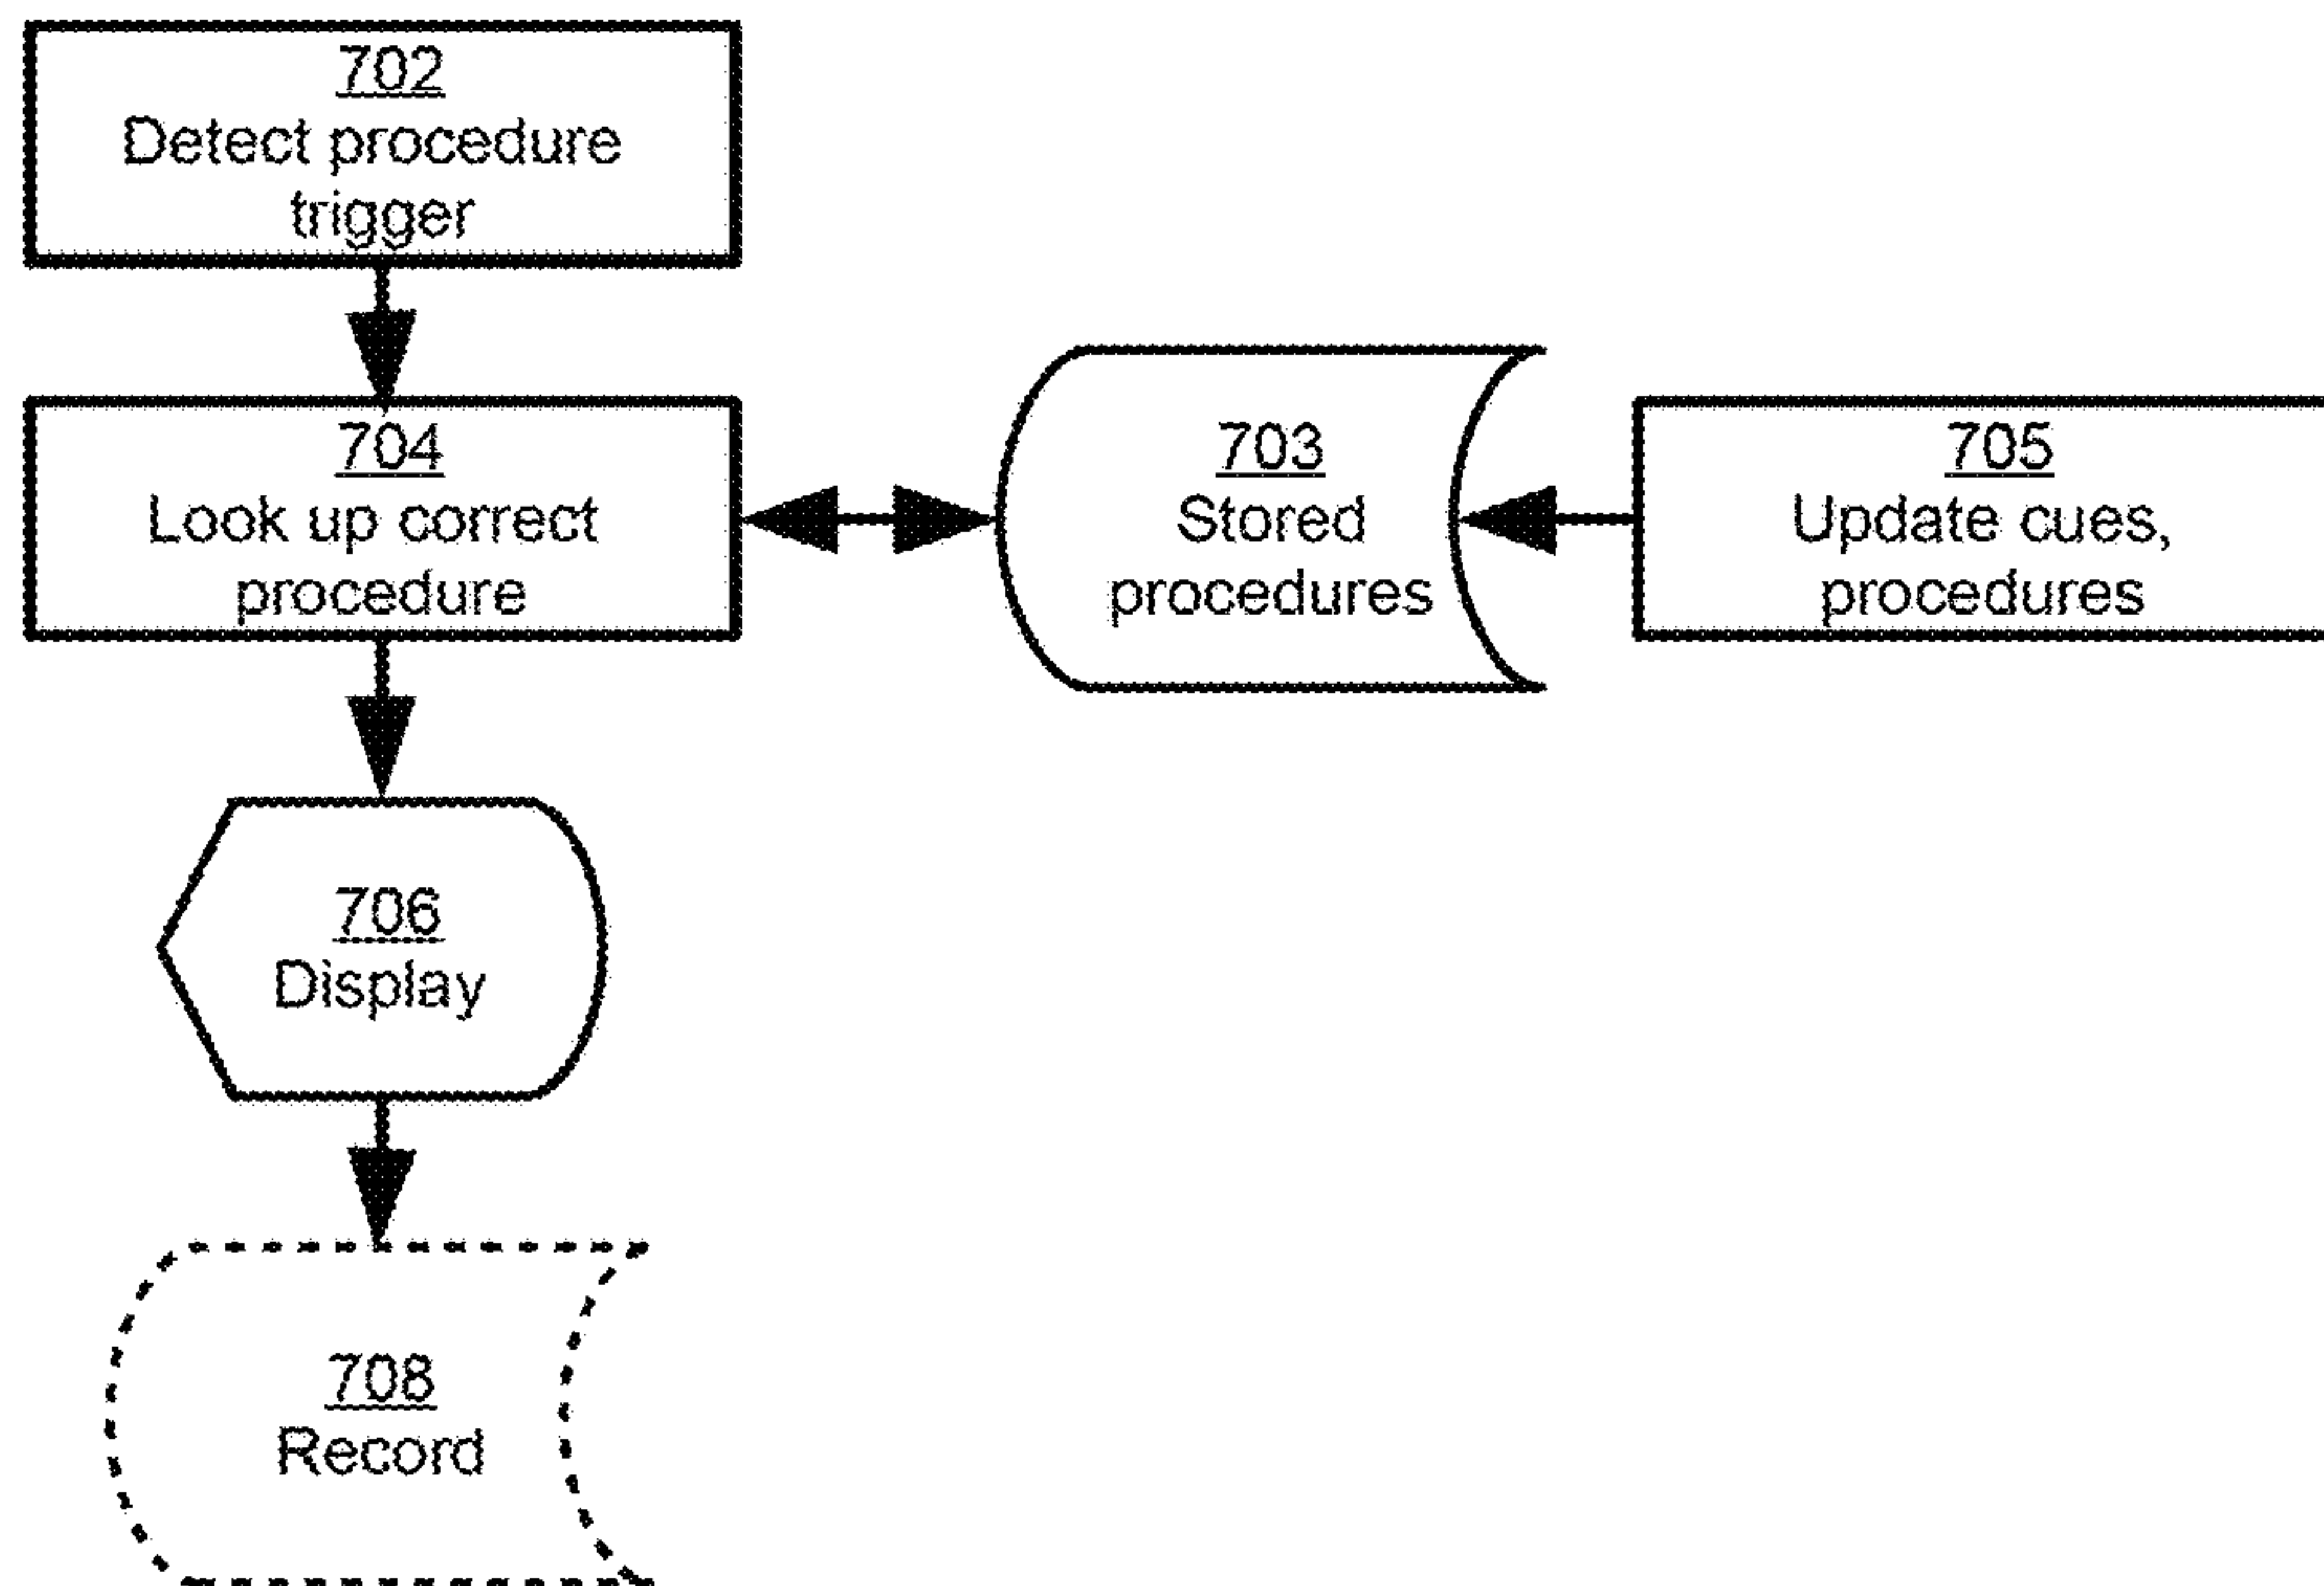 702
Detect procedure
trigger
704
Look up correct
procedure
703
Stored
procedures
705
Update cues,
procedures
706
Display
708
Record